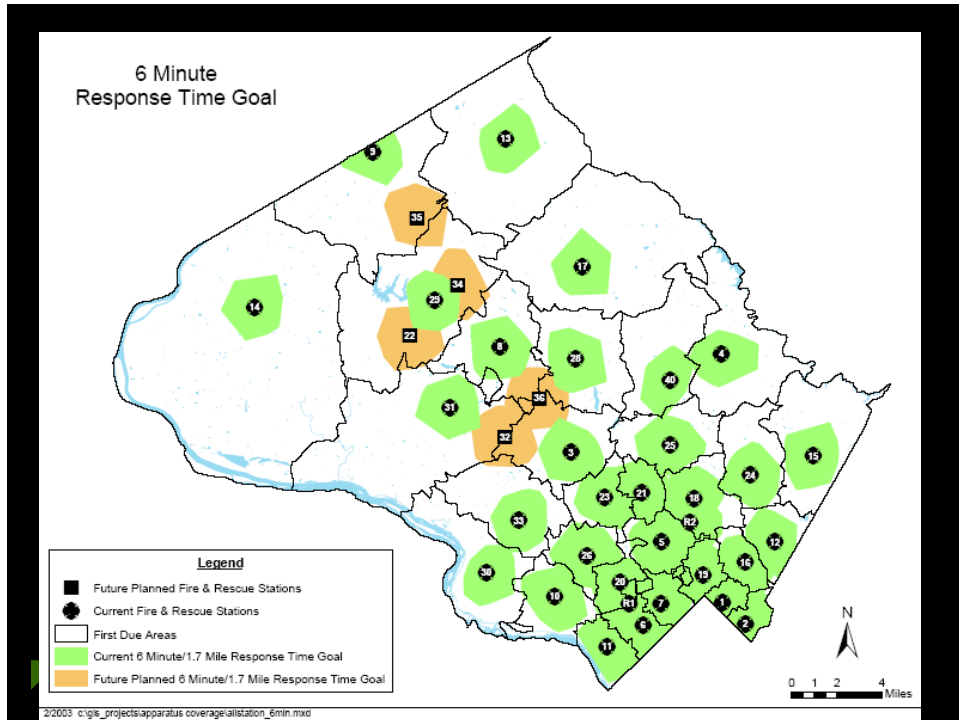 6 Minute
Response Time Goal
13
9
35
17
14
34
29
22
8
28
4
40
31
36
32
3
25
15
24
23
21
18
33
R2
5
12
26
16
30
19
20
10
R1
7
1
6
2
11
Legend
Future Planned Fire & Rescue Stations
Current Fire & Rescue Stations
First Due Areas
Current 6 Minute/1.7 Mile Response Time Goal
Future Planned 6 Minute/1.7 Mile Response Time Goal
N
0 1 2 4
Miles
2/2003 c:\gis_projects\apparatus coverage\allstation_6min.mxd